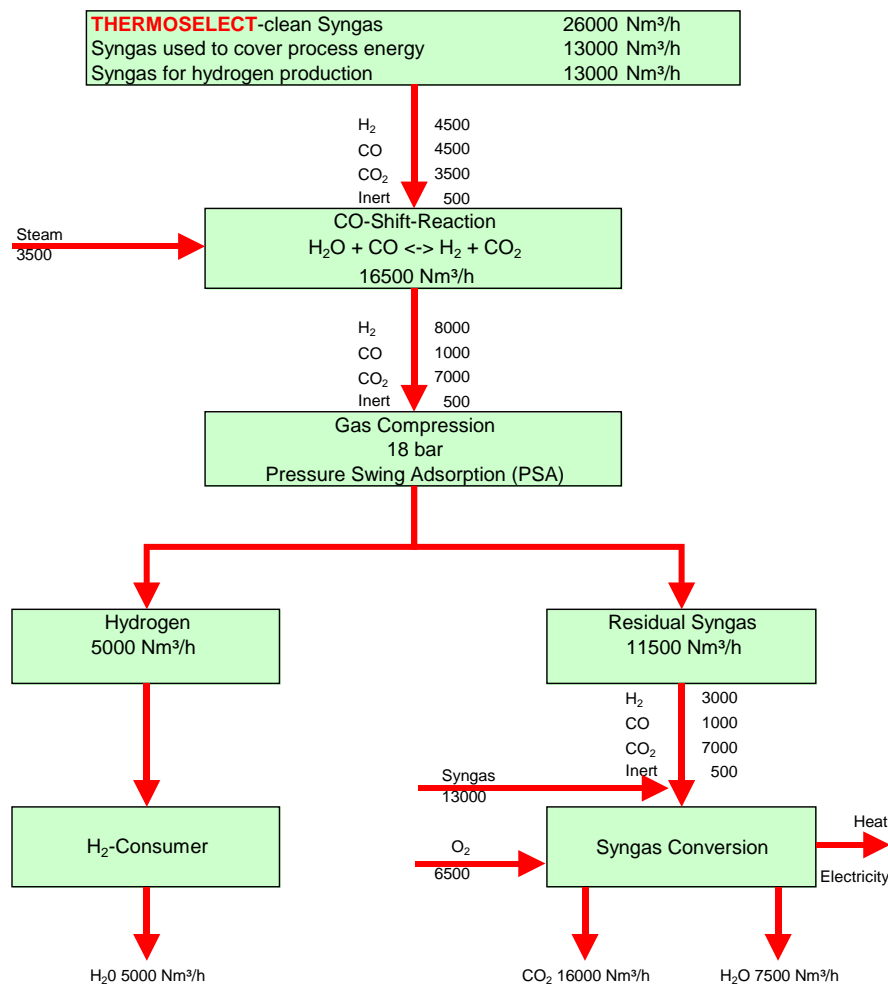 THERMOSELECT-clean Syngas 26000 Nm³/h
Syngas used to cover process energy 13000 Nm³/h
Syngas for hydrogen production 13000 Nm³/h
H₂ 4500
CO 4500
CO₂ 3500
Inert 500
Steam
3500
CO-Shift-Reaction
H₂O + CO <-> H₂ + CO₂
16500 Nm³/h
H₂ 8000
CO 1000
CO₂ 7000
Inert 500
Gas Compression
18 bar
Pressure Swing Adsorption (PSA)
Hydrogen
5000 Nm³/h
Residual Syngas
11500 Nm³/h
H₂ 3000
CO 1000
CO₂ 7000
Inert 500
Syngas
13000
H₂-Consumer
O₂
6500
Syngas Conversion
Heat
Electricity
H₂0 5000 Nm³/h
CO₂ 16000 Nm³/h
H₂O 7500 Nm³/h